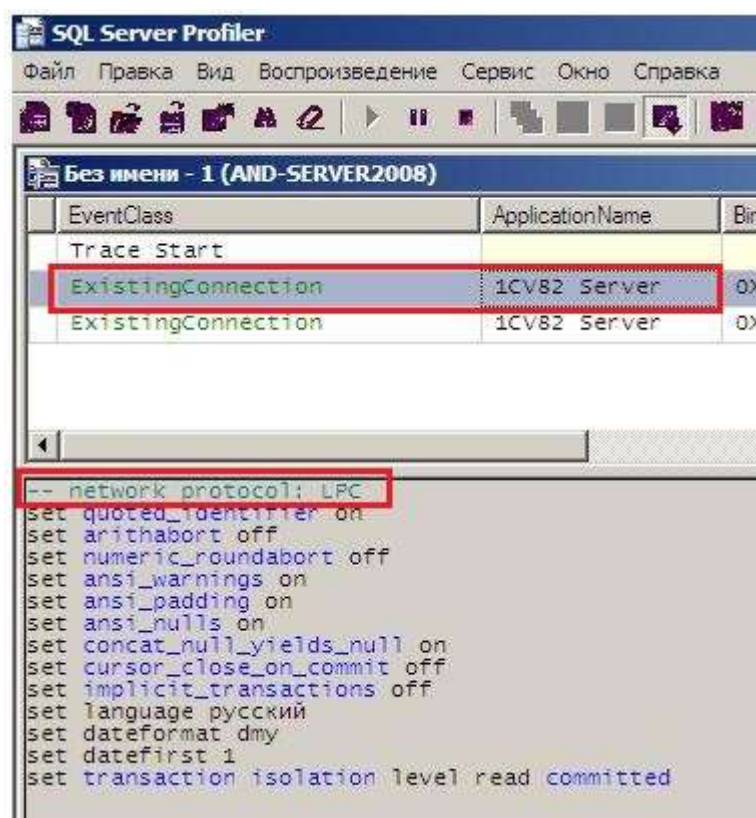 SQL Server Profiler
Файл Правка Вид Воспроизведение Сервис Окно Справка
Без имени - 1 (AND-SERVER2008)
EventClass ApplicationName Bin
Trace Start
ExistingConnection 1CV82 Server 0X
ExistingConnection 1CV82 Server 0X
-- network protocol: LPC
set quoted_identifier on
set arithabort off
set numeric_roundabort off
set ansi_warnings on
set ansi_padding on
set ansi_nulls on
set concat_null_yields_null on
set cursor_close_on_commit off
set implicit_transactions off
set language русский
set dateformat dmy
set datefirst 1
set transaction isolation level read committed